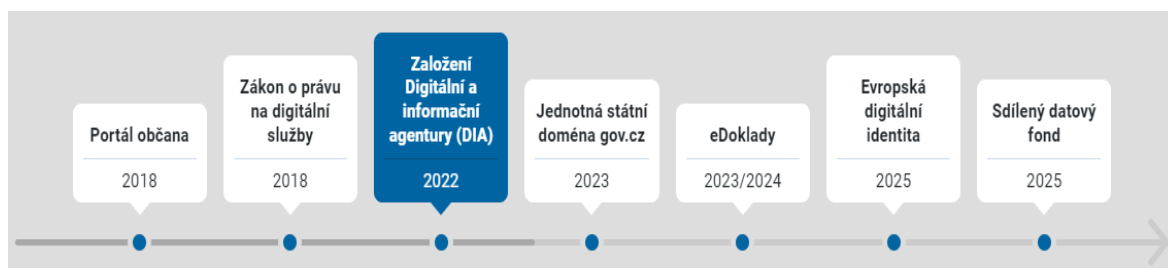 Portál občana
2018
Zákon o právu
na digitální
služby
2018
Založení
Digitální a
informační
agentury (DIA)
2022
Jednotná státní
doména gov.cz
2023
eDoklady
2023/2024
Evropská
digitální
identita
2025
Sdílený datový
fond
2025